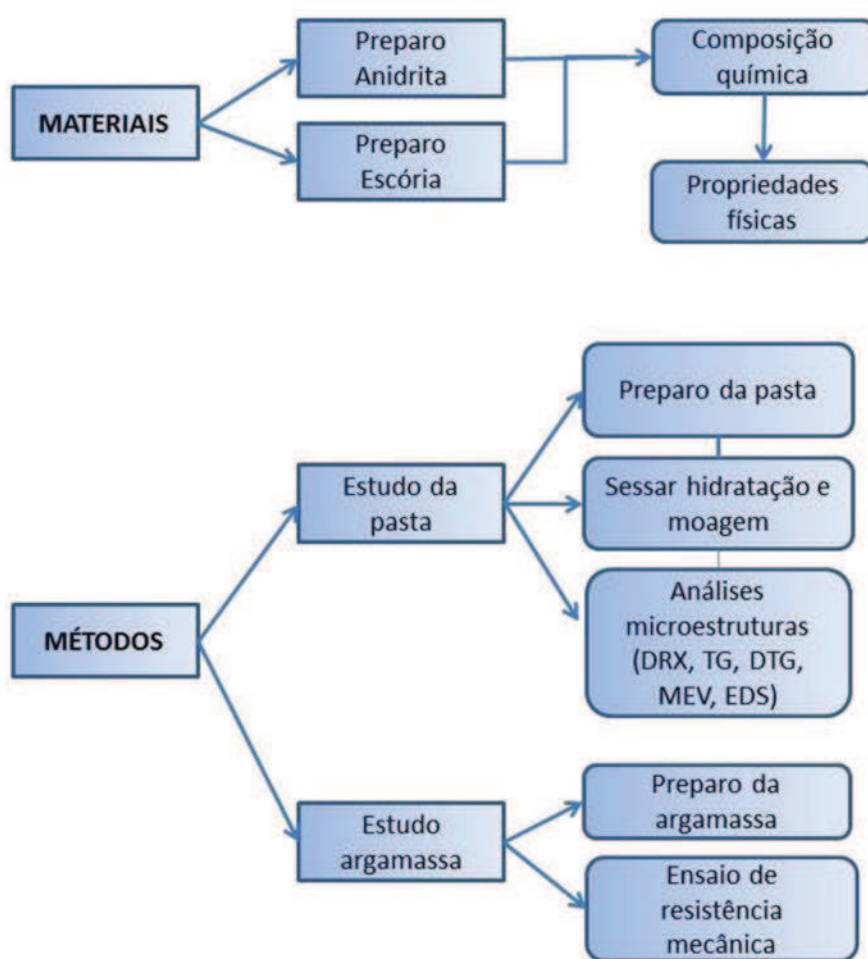 Preparo
Anidrita
Composição
química
MATERIAIS
Preparo
Escória
Propriedades
físicas
Preparo da pasta
Estudo da
pasta
Sessar hidratação e
moagem
Análises
microestruturas
(DRX, TG, DTG,
MEV, EDS)
MÉTODOS
Estudo
argamassa
Preparo da
argamassa
Ensaio de
resistência
mecânica